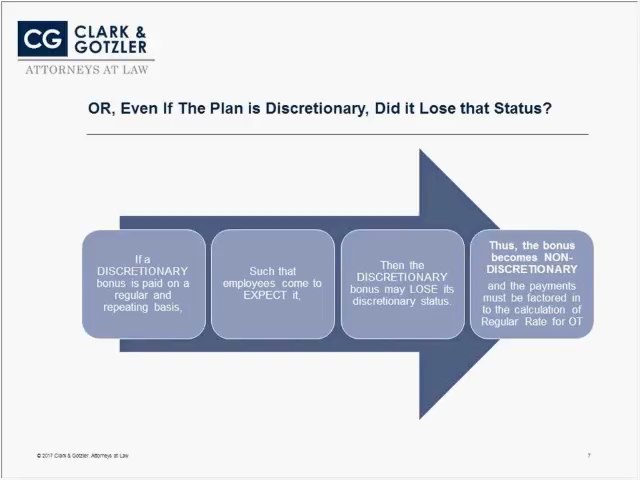 CG CLARK &
GOTZLER
ATTORNEYS AT LAW
OR, Even If The Plan is Discretionary, Did it Lose that Status?
If a
DISCRETIONARY
bonus is paid on a
regular and
repeating basis,
Such that
employees come to
EXPECT it,
Then the
DISCRETIONARY
bonus may LOSE its
discretionary status.
Thus, the bonus
becomes NON-
DISCRETIONARY
and the payments
must be factored in
to the calculation of
Regular Rate for OT
© 2017 Clark & Gotzler, Attorneys at Law
7